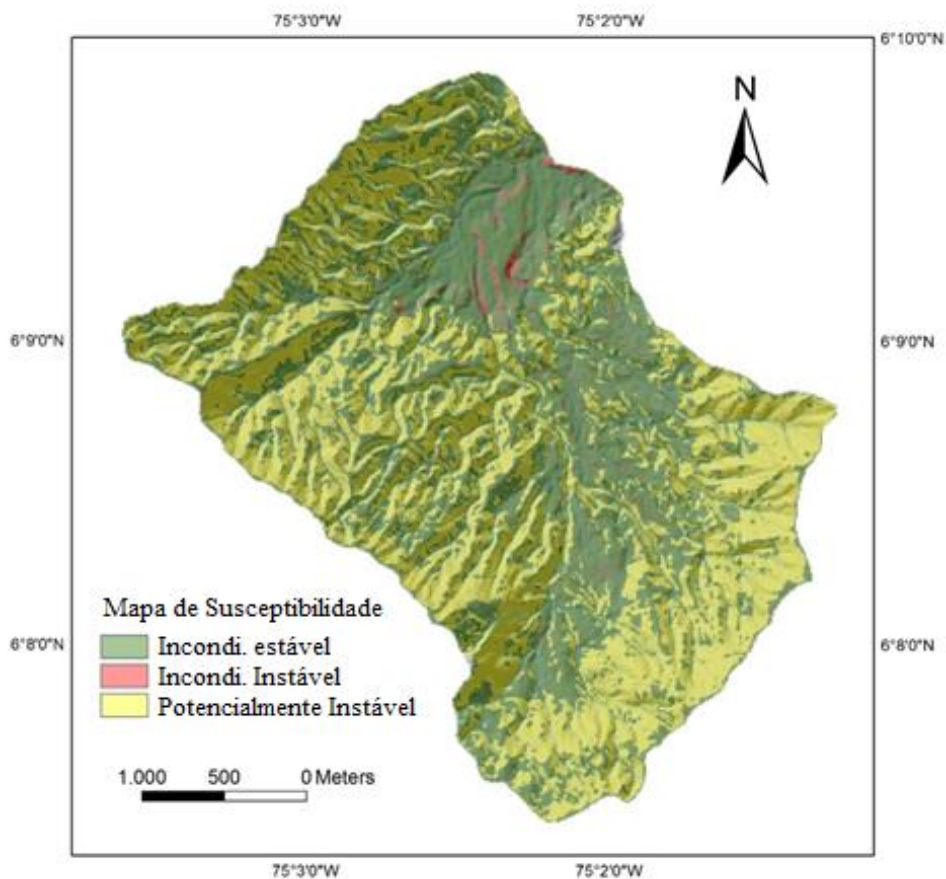 75°3'0"W 75°2'0"W
6°10'0"N
N
6°9'0"N 6°9'0"N
Mapa de Susceptibilidade
Incondi. estável
Incondi. Instável
Potencialmente Instável
6°8'0"N 6°8'0"N
1.000 500 0 Meters
75°3'0"W 75°2'0"W